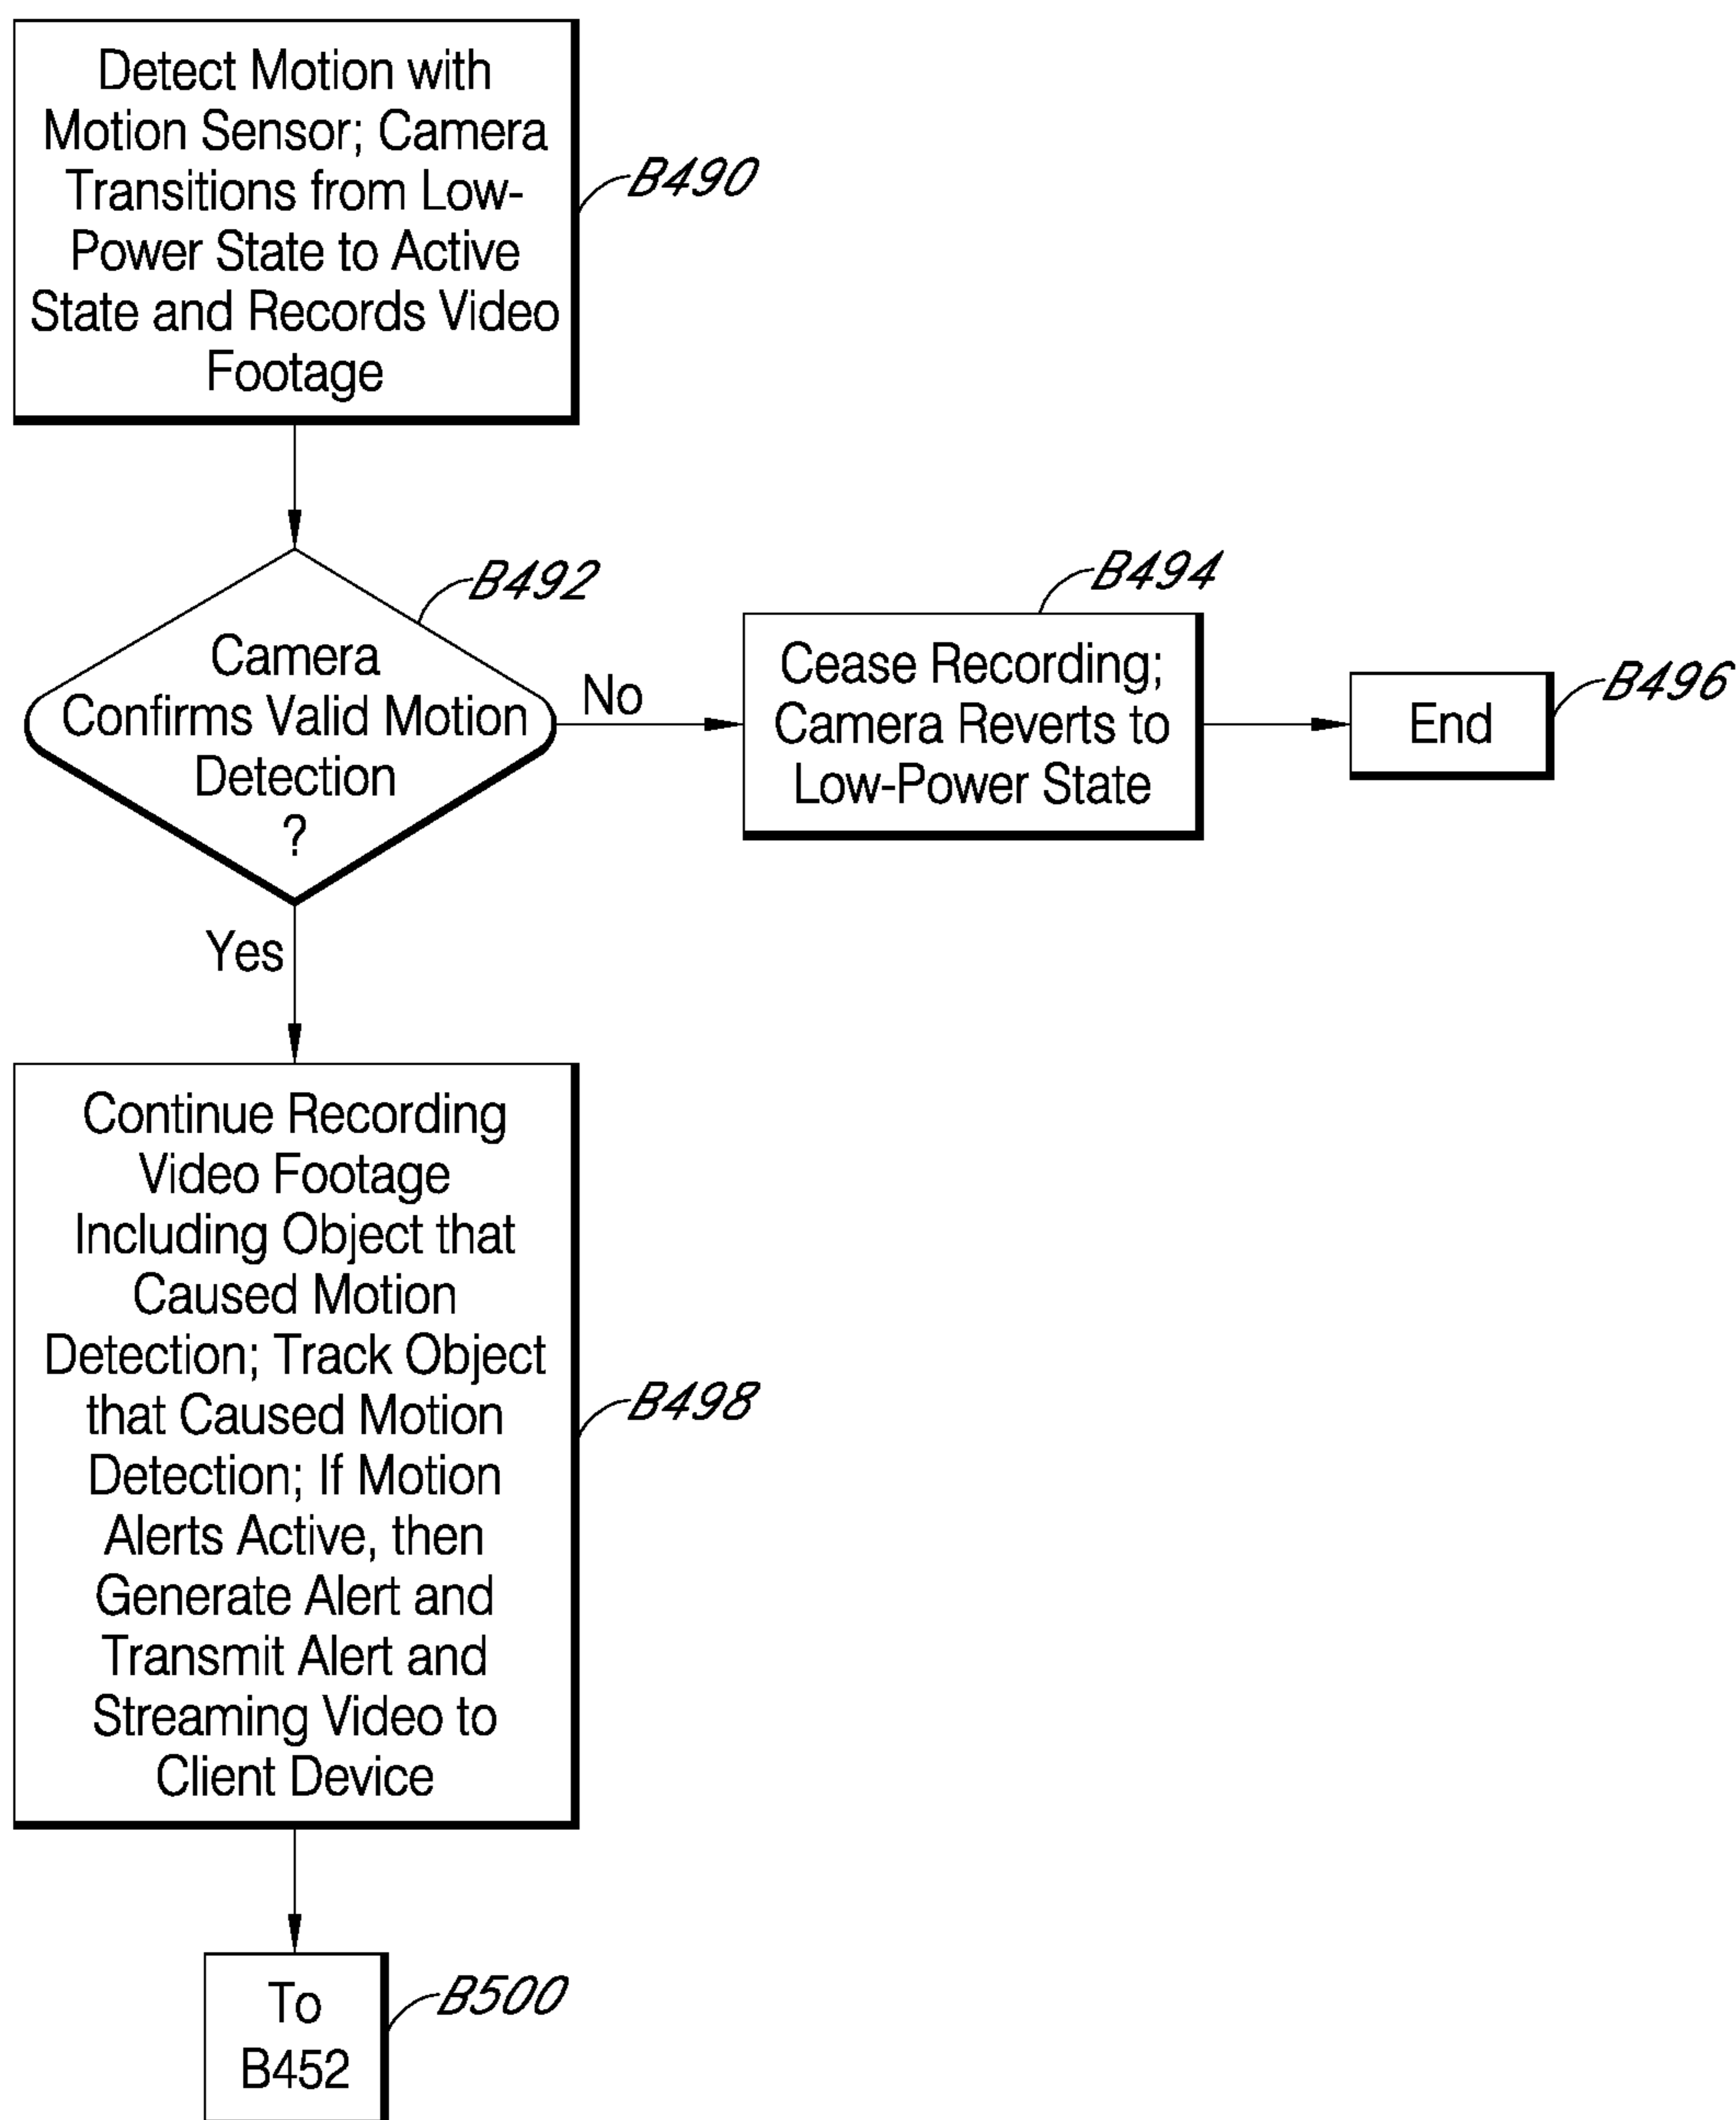 Detect Motion with
Motion Sensor; Camera
Transitions from Low-
Power State to Active
State and Records Video
Footage
B490
B492
Camera
Confirms Valid Motion
Detection
?
No
B494
Cease Recording;
Camera Reverts to
Low-Power State
B496
End
Yes
Continue Recording
Video Footage
Including Object that
Caused Motion
Detection; Track Object
that Caused Motion
Detection; If Motion
Alerts Active, then
Generate Alert and
Transmit Alert and
Streaming Video to
Client Device
B498
To
B452
B500